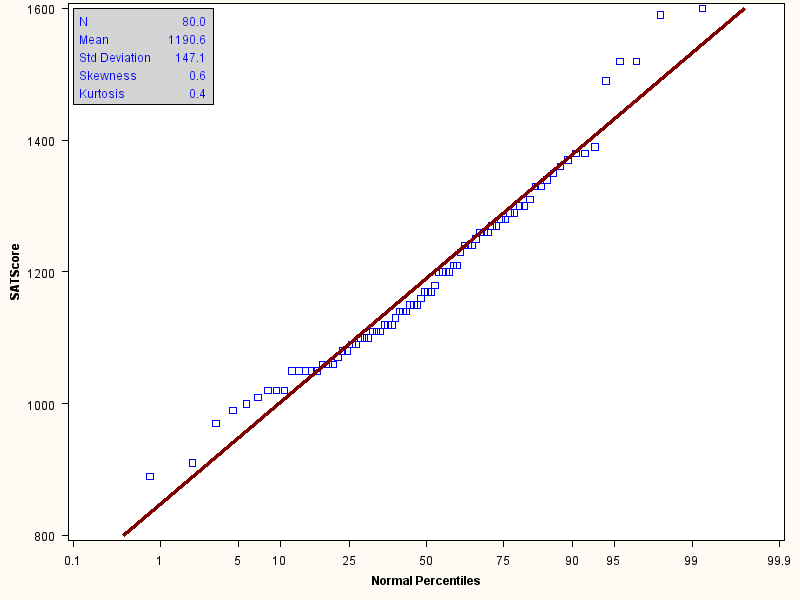 1600
1400
1200
1000
800
SATScore
N 80.0
Mean 1190.6
Std Deviation 147.1
Skewness 0.6
Kurtosis 0.4
0.1 1 5 10 25 50 75 90 95 99 99.9
Normal Percentiles